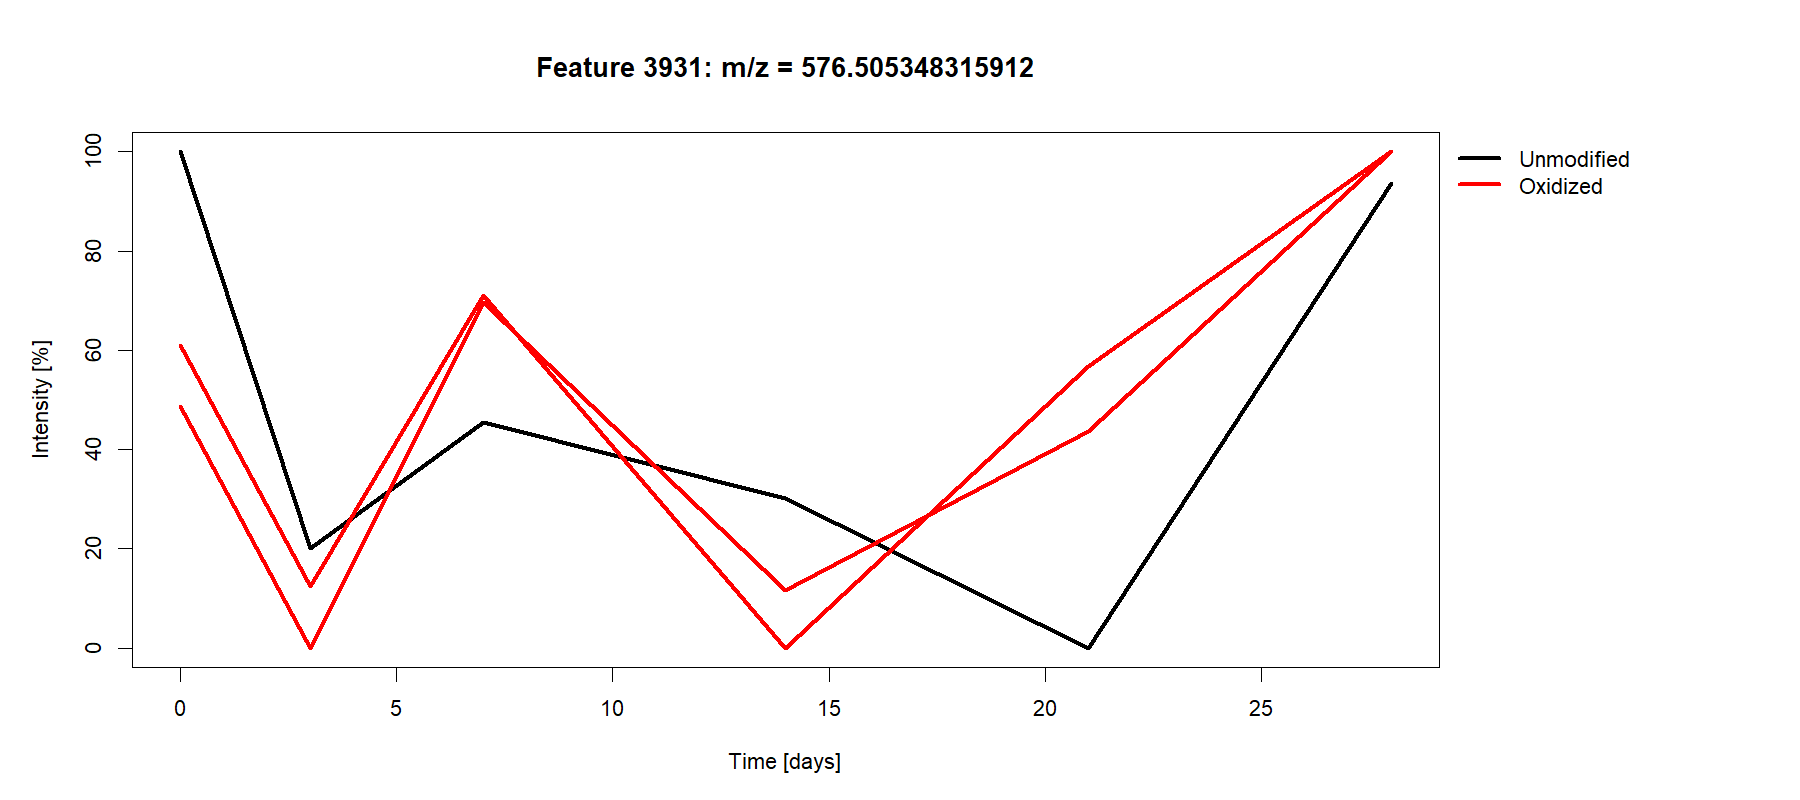 Feature 3931: m/z = 576.505348315912
100
80
60
40
20
0
Intensity [%]
0 5 10 15 20 25
Time [days]
Unmodified
Oxidized